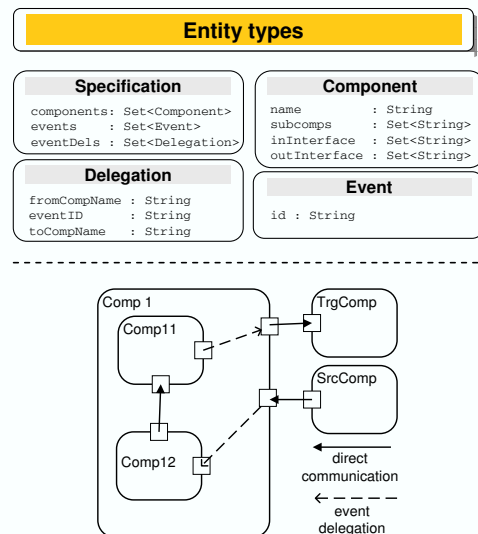 Entity types
Specification
components: Set<Component>
events : Set<Event>
eventDels : Set<Delegation>
Component
name : String
subcomps : Set<String>
inInterface : Set<String>
outInterface : Set<String>
Delegation
fromCompName : String
eventID : String
toCompName : String
Event
id : String
Comp 1
Comp11
Comp12
TrgComp
SrcComp
direct
communication
event
delegation